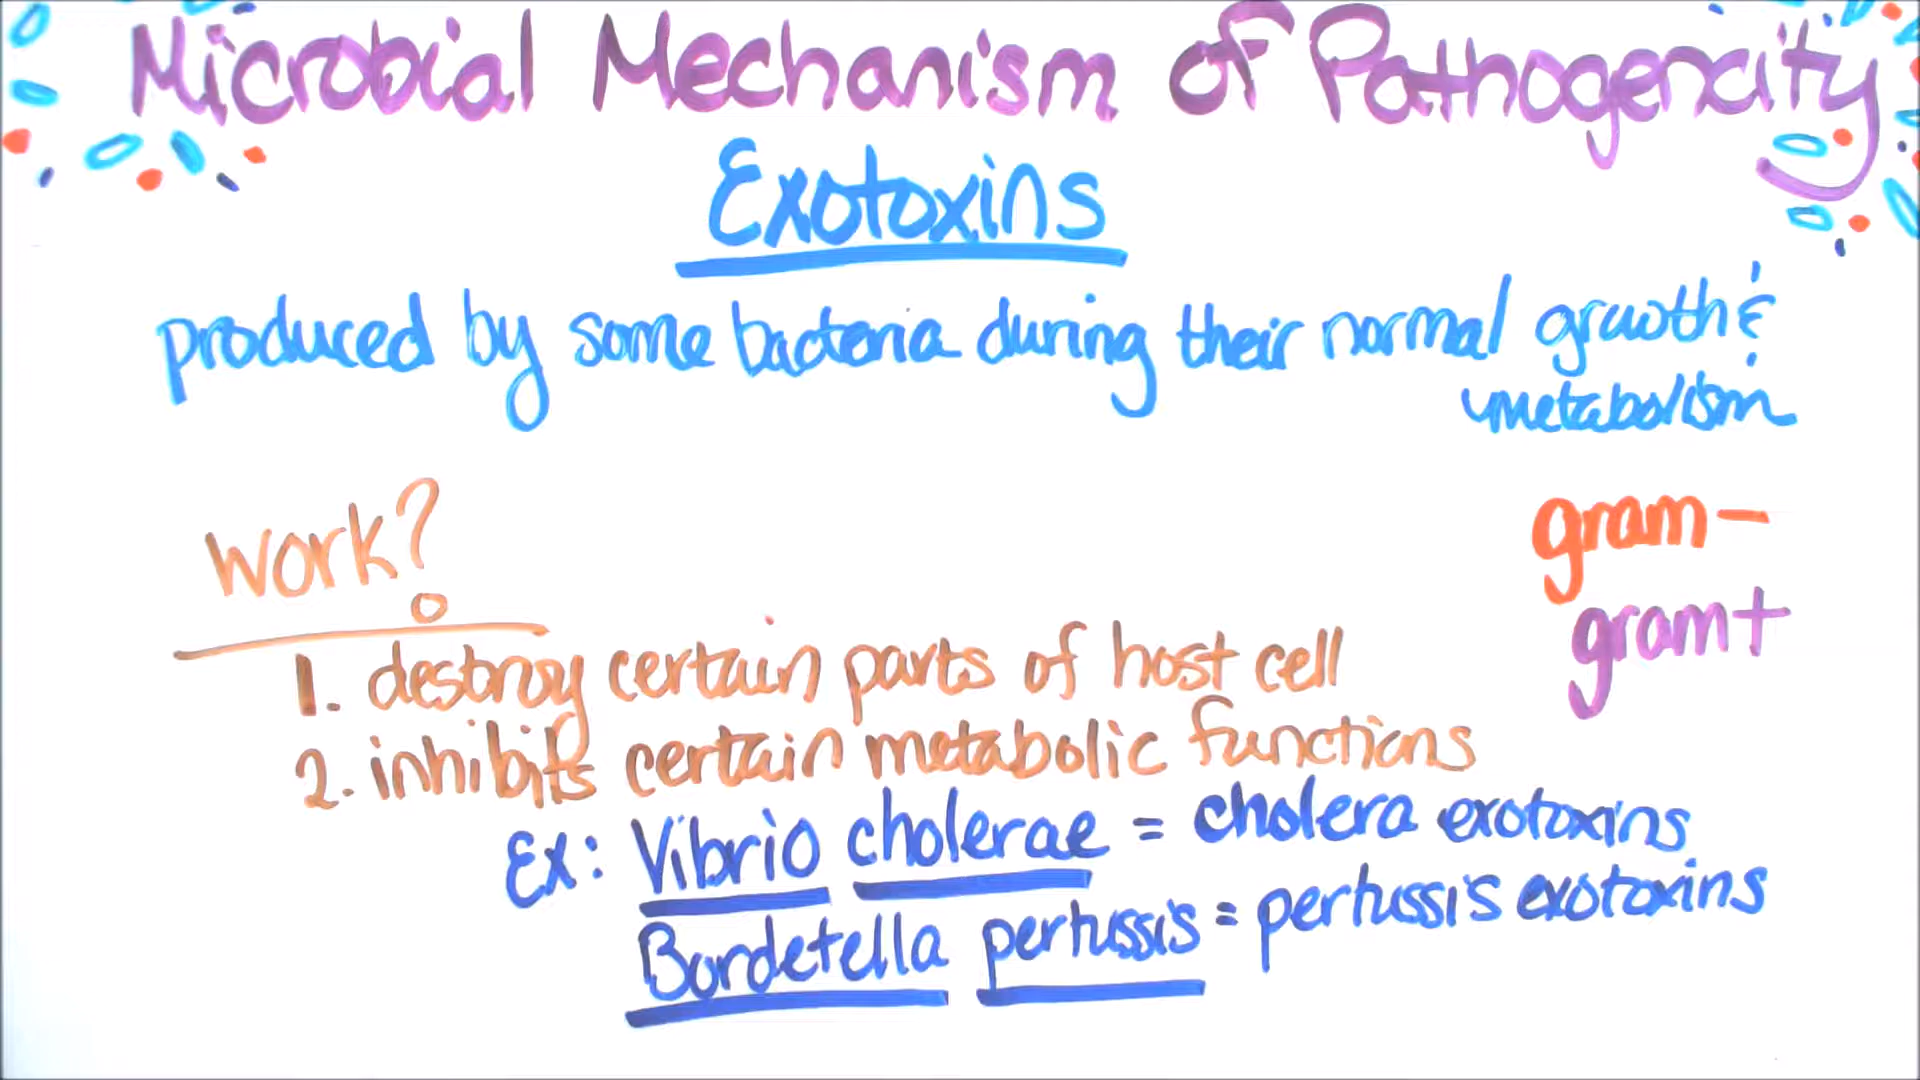 Microbial Mechanism of Pathogencity
Exotoxins
produced by some bacteria during their normal growth &
metabolism
work?
gram -
gram +
1. destroy certain parts of host cell
2. inhibits certain metabolic functions
Ex: Vibrio cholerae = cholera exotoxins
Bordetella pertussis = pertussis exotoxins